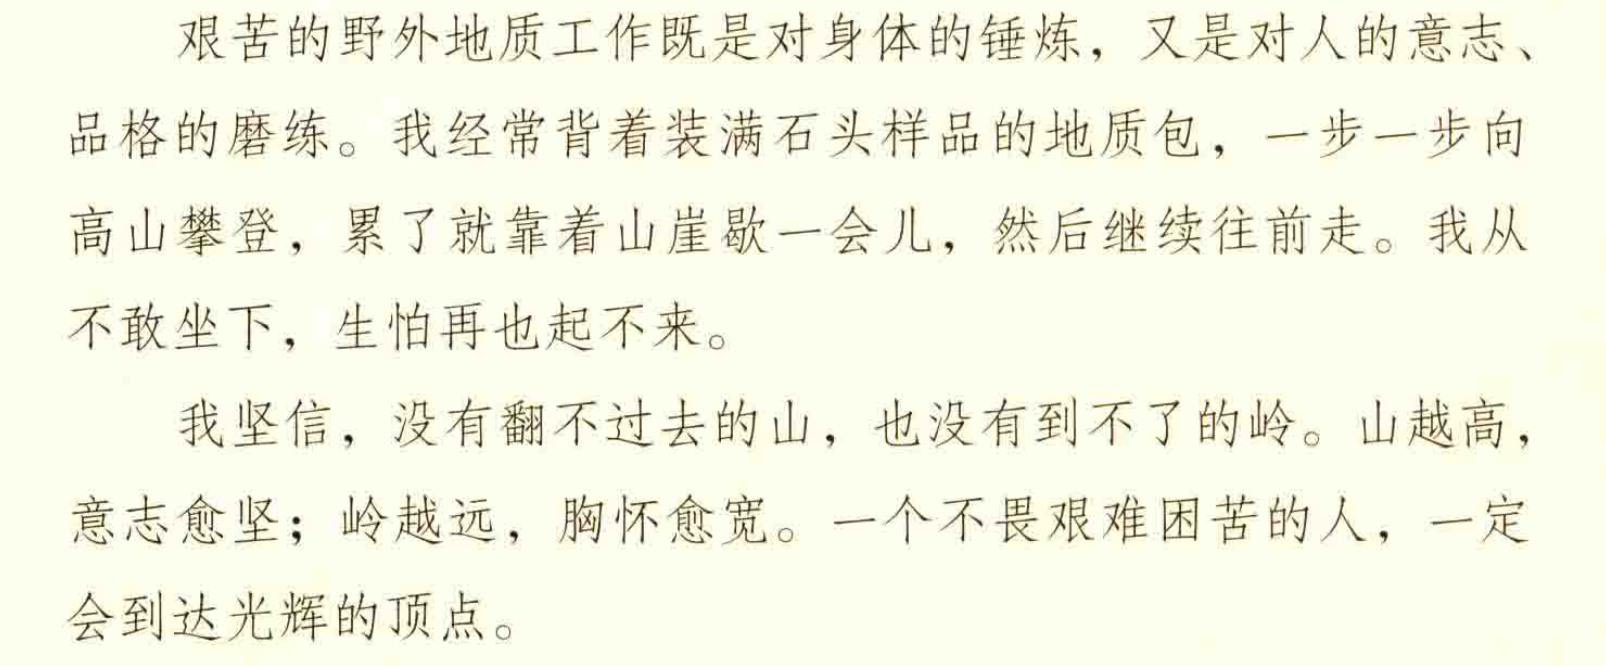 艰苦的野外地质工作既是对身体的锤炼，又是对人的意志、
品格的磨练。我经常背着装满石头样品的地质包，一步一步向
高山攀登，累了就靠着山崖歇一会儿，然后继续往前走。我从
不敢坐下，生怕再也起不来。
我坚信，没有翻不过去的山，也没有到不了的岭。山越高，
意志愈坚；岭越远，胸怀愈宽。一个不畏艰难困苦的人，一定
会到达光辉的顶点。